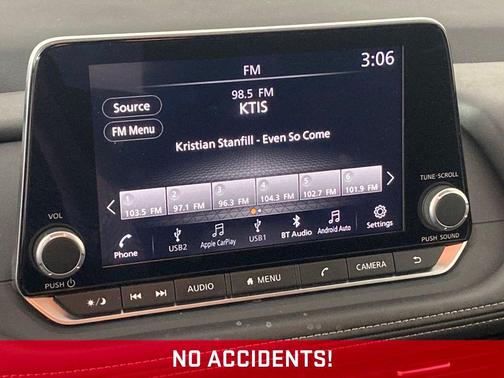 FM
3:06
98.5 FM
Source
KTIS
FM Menu
Kristian Stanfill - Even So Come
1 2 3 4 5 6
103.5 FM 97.1 FM 96.3 FM 104.3 FM 102.7 FM 101.9 FM
VOL
TUNE·SCROLL
Phone USB2 Apple CarPlay USB1 BT Audio Android Auto Settings
PUSH
PUSH SOUND
AUDIO MENU CAMERA
NO ACCIDENTS!